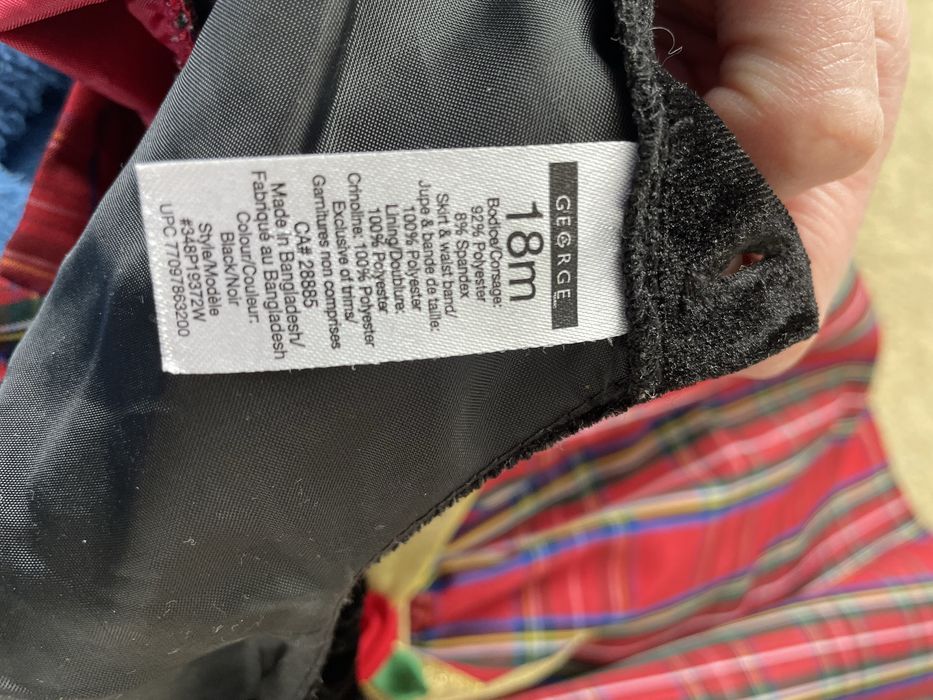 GEORGE
18m
Bodice/Corsage:
92% Polyester
8% Spandex
Skirt & waist band/
Jupe & bande de taille:
100% Polyester
Lining/Doublure:
100% Polyester
Crinoline: 100% Polyester
Exclusive of trims/
Garnitures non comprises
CA# 28885
Made in Bangladesh/
Fabriqué au Bangladesh
Colour/Couleur:
Black/Noir
Style/Modèle
#348P19372W
UPC 77097863200